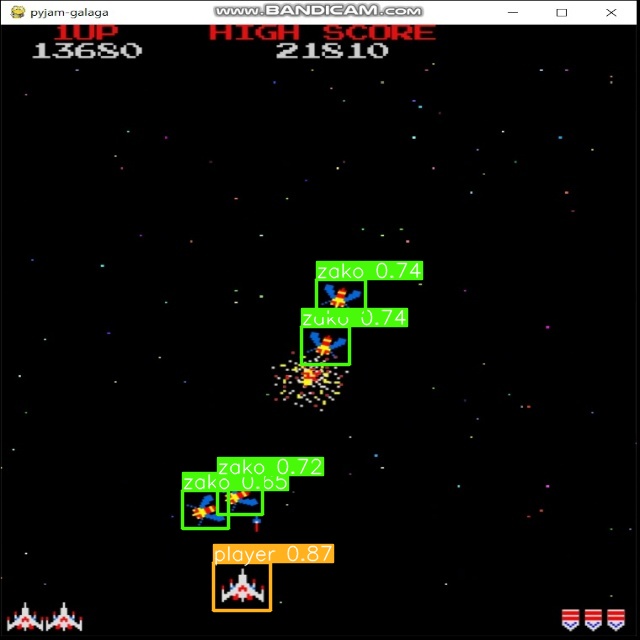 pyjam-galaga
www.BANDICAM.com
1UP HIGH SCORE
13680 21810
zako 0.74
zako 0.74
zako 0.72
zako 0.65
player 0.87